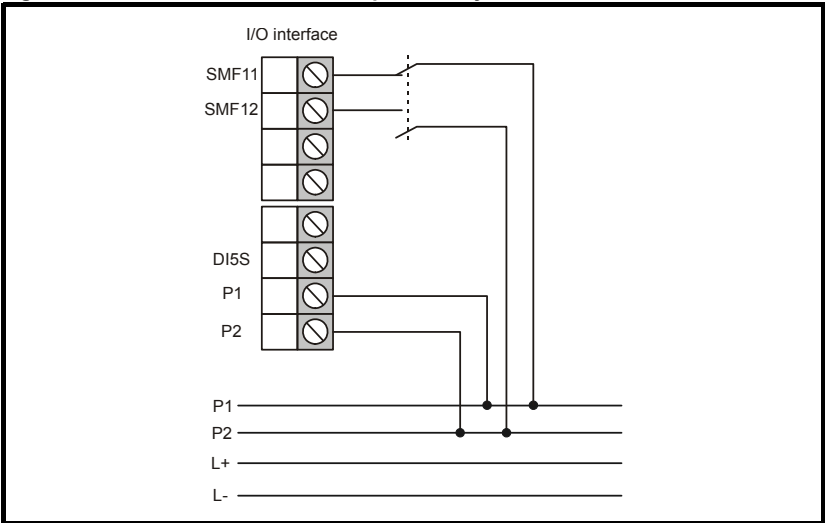 I/O interface
SMF11
SMF12
DI5S
P1
P2
P1
P2
L+
L-